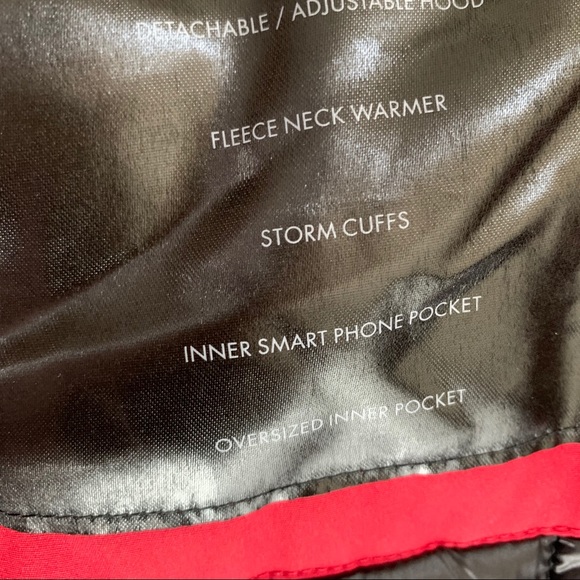 DETACHABLE / ADJUSTABLE HOOD
FLEECE NECK WARMER
STORM CUFFS
INNER SMART PHONE POCKET
OVERSIZED INNER POCKET